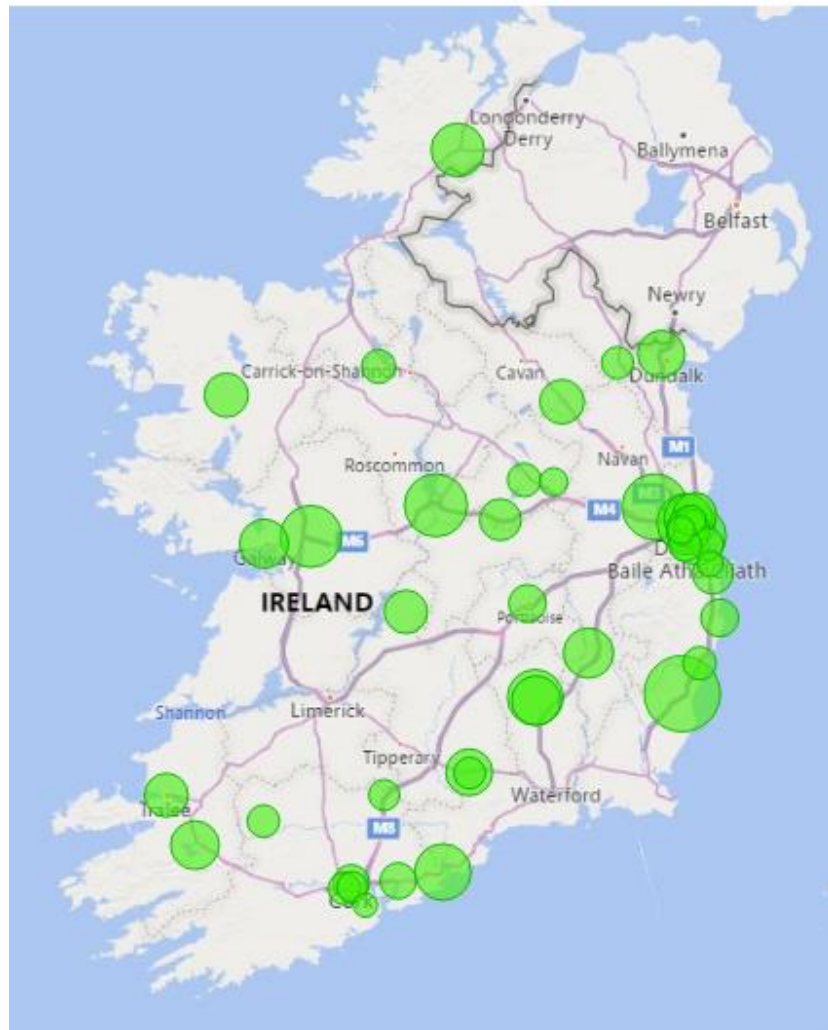 Londonderry
Derry
Ballymena
Belfast
Newry
Carrick-on-Shannon
Cavan
Dundalk
M1
Roscommon
Navan
M3
M4
M6
Galway
Baile Átha Cliath
IRELAND
Portlaoise
Shannon
Limerick
Tipperary
Waterford
Tralee
M8
Cork